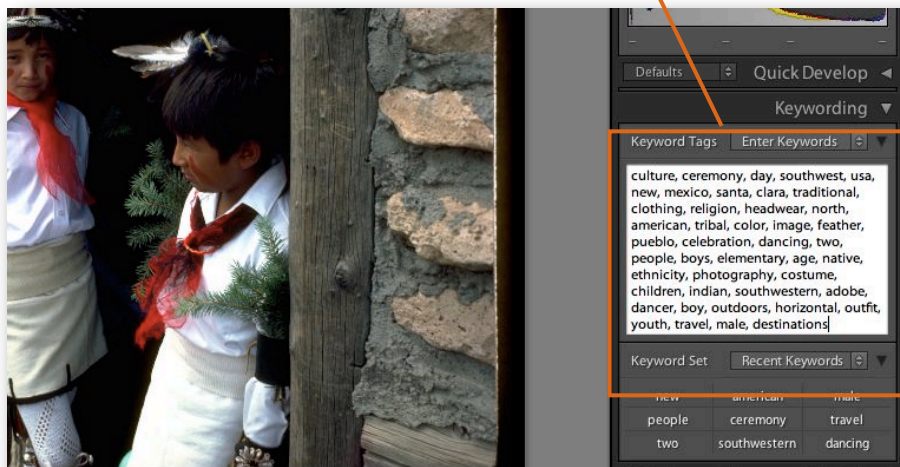 Defaults Quick Develop
Keywording
Keyword Tags Enter Keywords
culture, ceremony, day, southwest, usa,
new, mexico, santa, clara, traditional,
clothing, religion, headwear, north,
american, tribal, color, image, feather,
pueblo, celebration, dancing, two,
people, boys, elementary, age, native,
ethnicity, photography, costume,
children, indian, southwestern, adobe,
dancer, boy, outdoors, horizontal, outfit,
youth, travel, male, destinations
Keyword Set Recent Keywords
new american male
people ceremony travel
two southwestern dancing